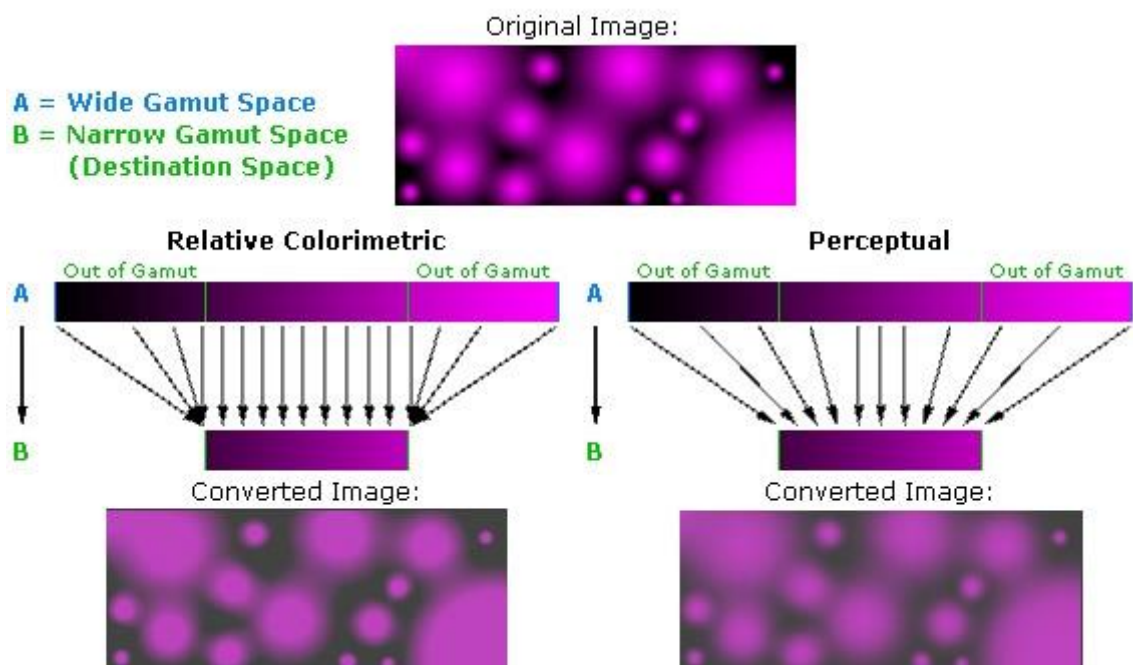 Original Image:
A = Wide Gamut Space
B = Narrow Gamut Space
(Destination Space)
Relative Colorimetric
Out of Gamut
Out of Gamut
A
B
Converted Image:
Perceptual
Out of Gamut
Out of Gamut
A
B
Converted Image: